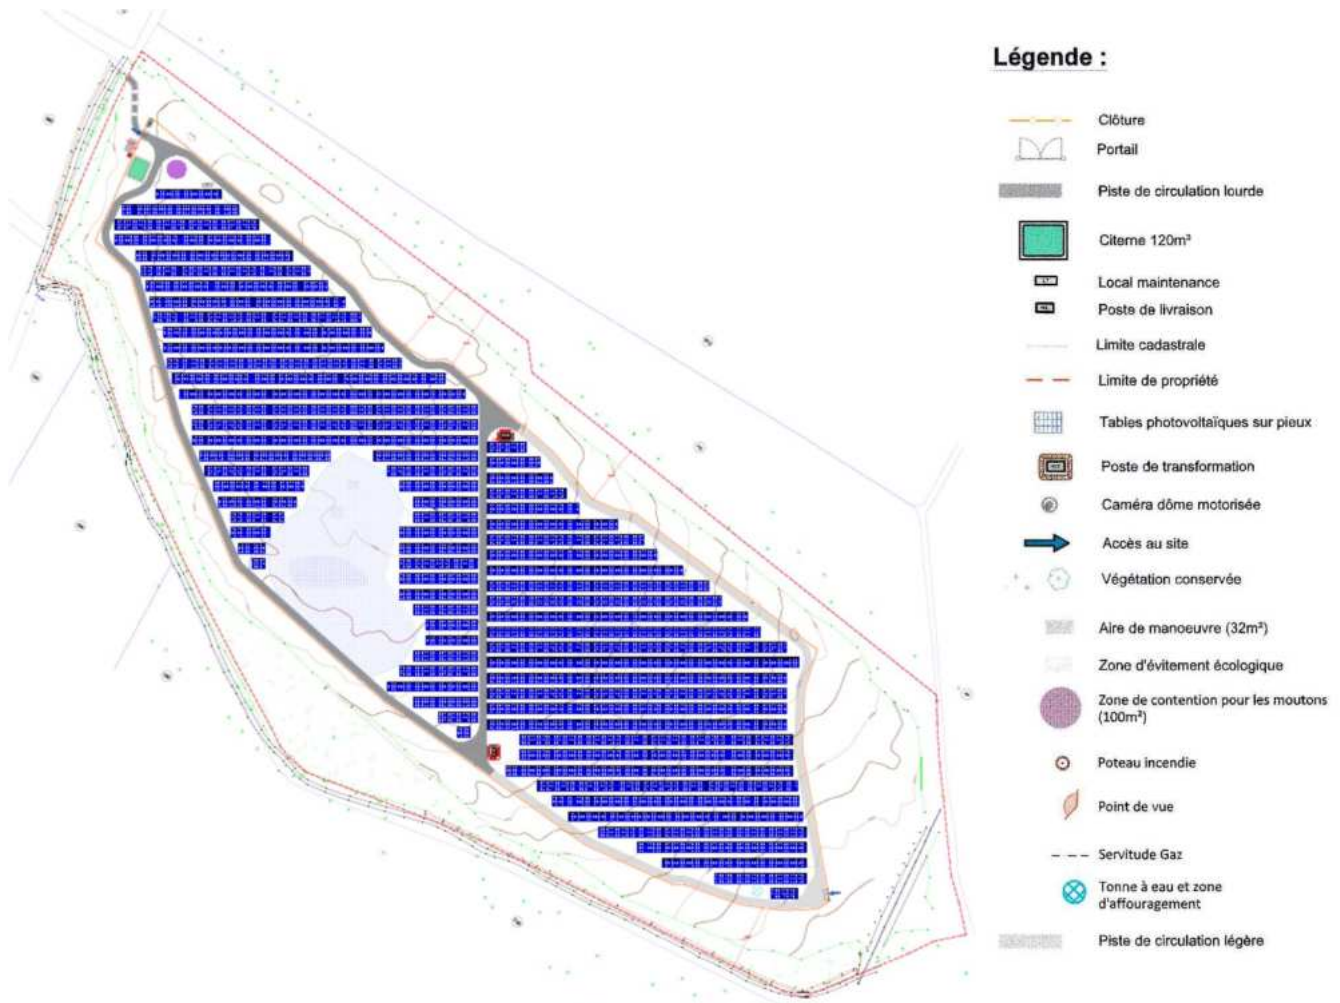 Légende :
Clôture
Portail
Piste de circulation lourde
Citerne 120m³
Local maintenance
Poste de livraison
Limite cadastrale
Limite de propriété
Tables photovoltaïques sur pieux
Poste de transformation
Caméra dôme motorisée
Accès au site
Végétation conservée
Aire de manoeuvre (32m²)
Zone d'évitement écologique
Zone de contention pour les moutons
(100m²)
Poteau incendie
Point de vue
Servitude Gaz
Tonne à eau et zone
d'affouragement
Piste de circulation légère